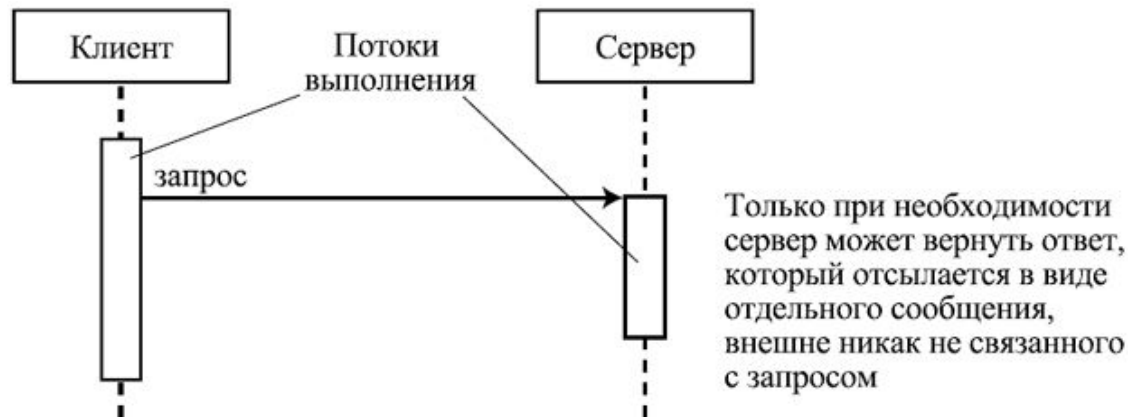 Клиент
Потоки
выполнения
Сервер
запрос
Только при необходимости
сервер может вернуть ответ,
который отсылается в виде
отдельного сообщения,
внешне никак не связанного
с запросом